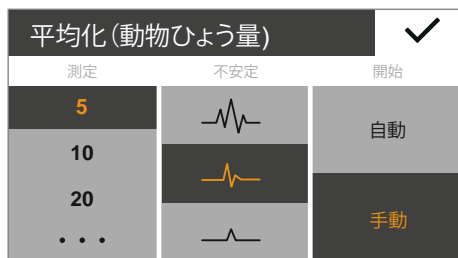 平均化(動物ひょう量)
測定 不安定 開始
5
10
20
• • •
自動
手動